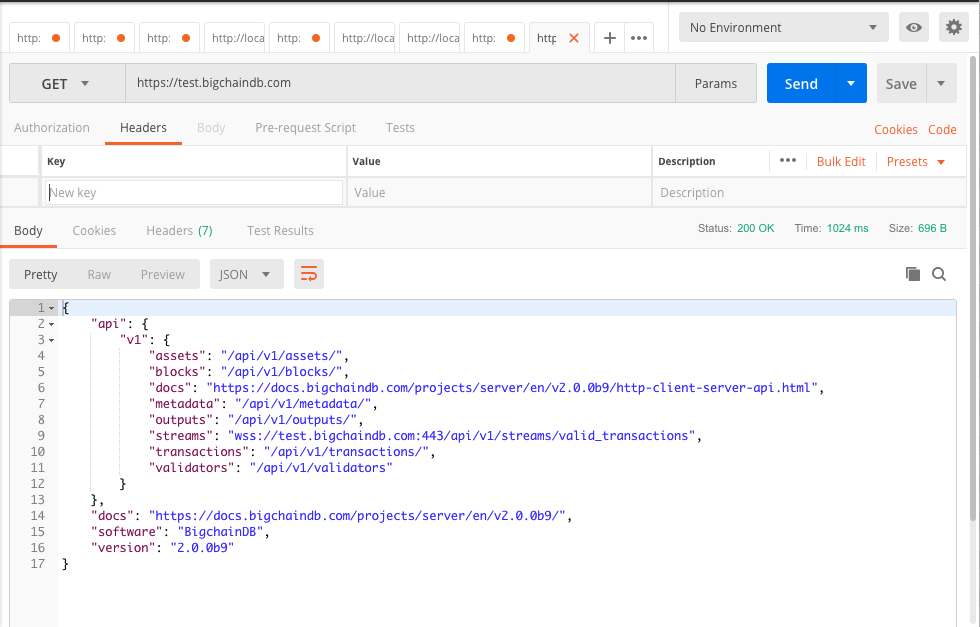 http: http: http: http://loca http: http://loca http://loca http: http No Environment
GET https://test.bigchaindb.com Params Send Save
Authorization Headers Body Pre-request Script Tests Cookies Code
Key Value Description Bulk Edit Presets
New key Value Description
Body Cookies Headers (7) Test Results Status: 200 OK Time: 1024 ms Size: 696 B
Pretty Raw Preview JSON
1 {
2 "api": {
3 "v1": {
4 "assets": "/api/v1/assets/",
5 "blocks": "/api/v1/blocks/",
6 "docs": "https://docs.bigchaindb.com/projects/server/en/v2.0.0b9/http-client-server-api.html",
7 "metadata": "/api/v1/metadata/",
8 "outputs": "/api/v1/outputs/",
9 "streams": "wss://test.bigchaindb.com:443/api/v1/streams/valid_transactions",
10 "transactions": "/api/v1/transactions/",
11 "validators": "/api/v1/validators"
12 }
13 },
14 "docs": "https://docs.bigchaindb.com/projects/server/en/v2.0.0b9/",
15 "software": "BigchainDB",
16 "version": "2.0.0b9"
17 }